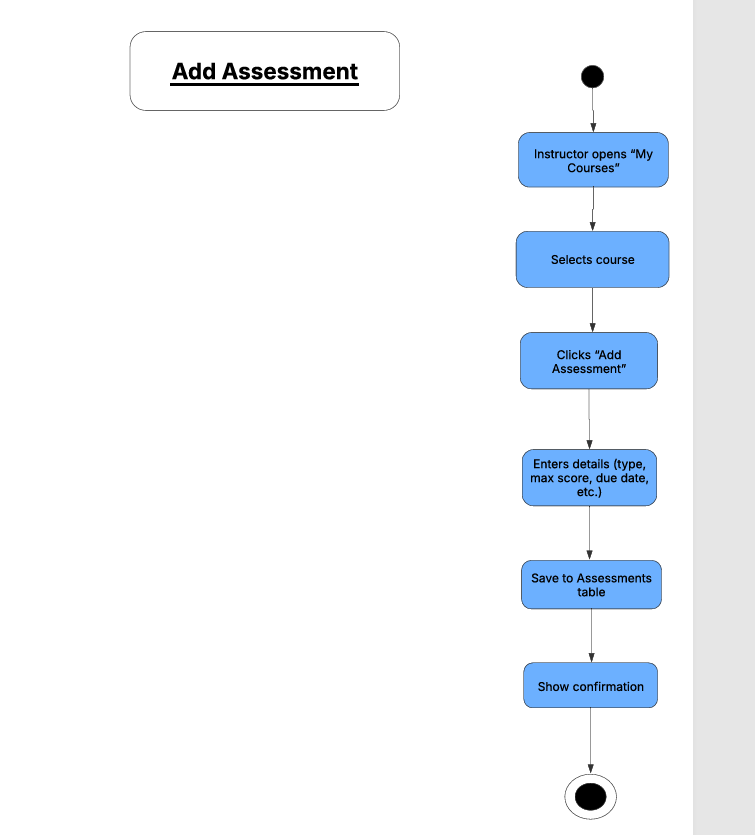 Add Assessment
Instructor opens “My
Courses”
Selects course
Clicks “Add
Assessment”
Enters details (type,
max score, due date,
etc.)
Save to Assessments
table
Show confirmation